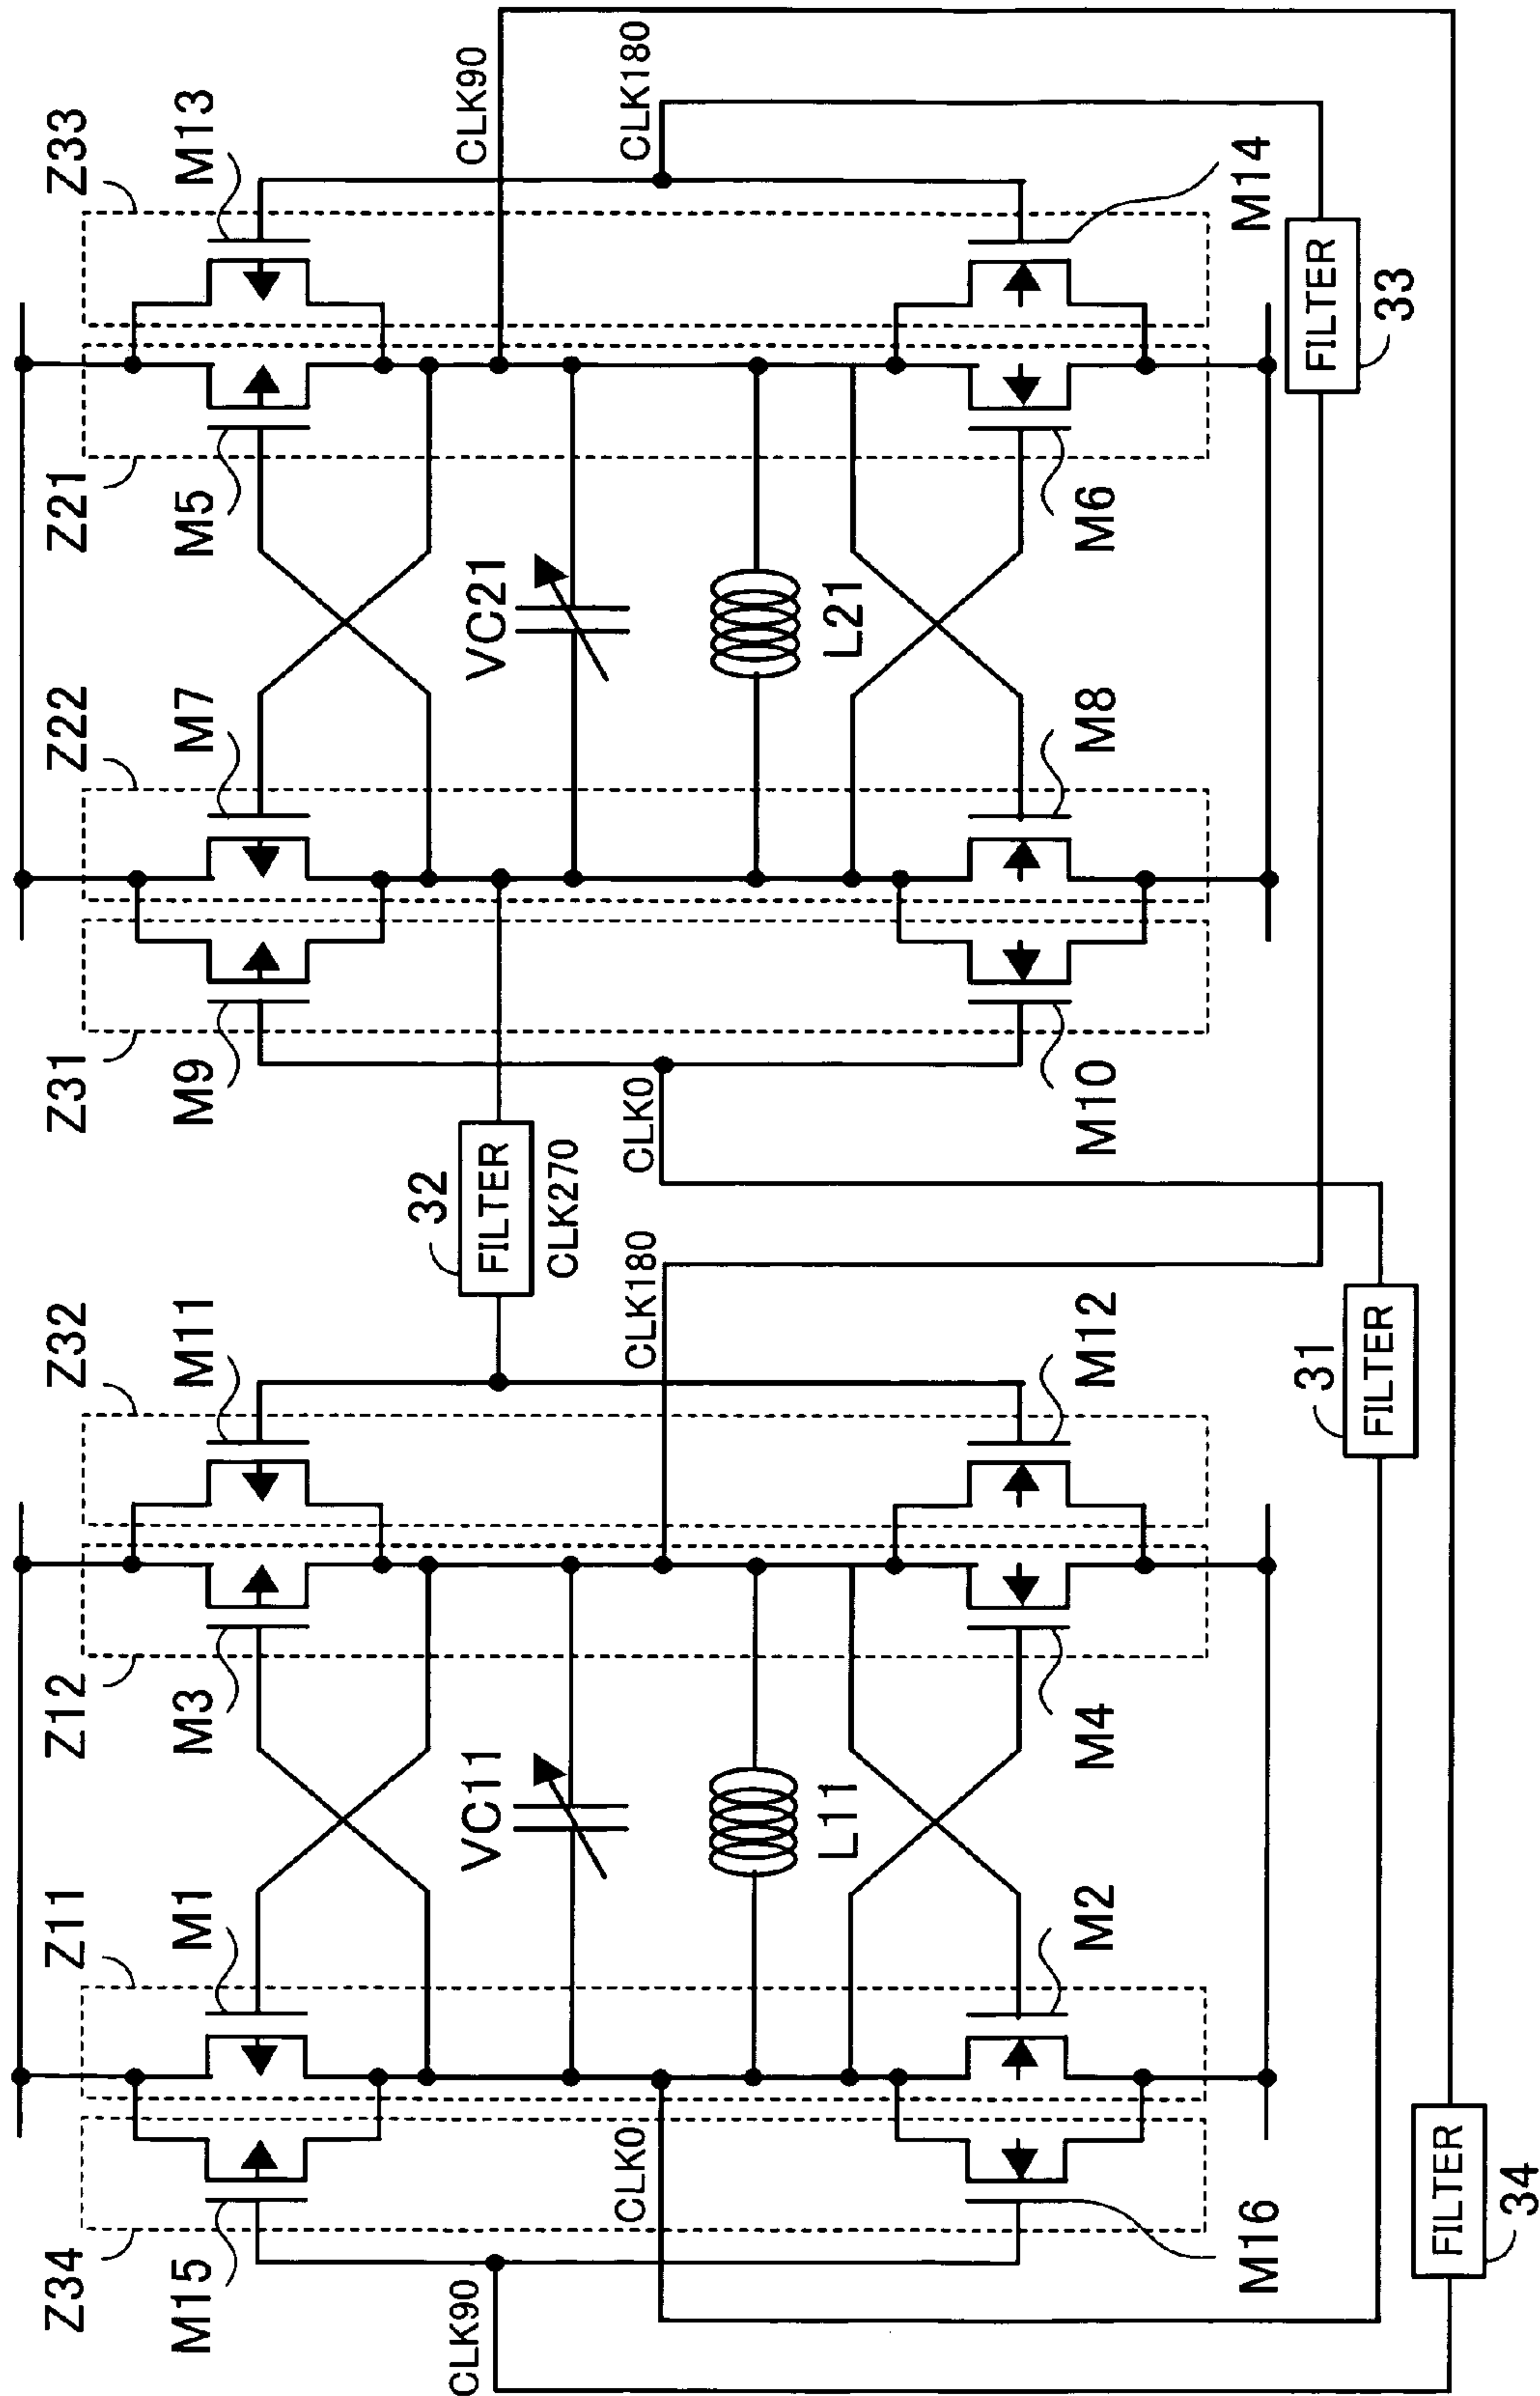 Z34
Z11
Z12
Z32
Z31
Z22
Z21
Z33
M15
M1
M3
M11
M9
M7
M5
M13
CLK90
VC11
32
FILTER
CLK270
VC21
CLK90
CLK0
CLK180
CLK0
CLK180
L11
L21
M16
M2
M4
M12
M10
M8
M6
M14
31
FILTER
FILTER
33
FILTER
34